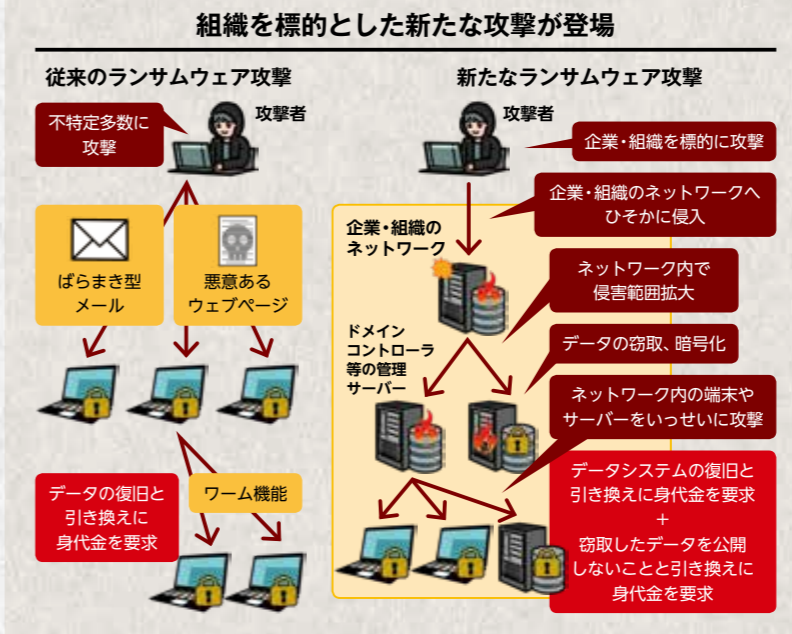 組織を標的とした新たな攻撃が登場
従来のランサムウェア攻撃
攻撃者
不特定多数に
攻撃
ばらまき型
メール
悪意ある
ウェブページ
データの復旧と
引き換えに
身代金を要求
ワーム機能
新たなランサムウェア攻撃
攻撃者
企業・組織を標的に攻撃
企業・組織のネットワークへ
ひそかに侵入
企業・組織の
ネットワーク
ネットワーク内で
侵害範囲拡大
ドメイン
コントローラ
等の管理
サーバー
データの窃取、暗号化
ネットワーク内の端末や
サーバーをいっせいに攻撃
データシステムの復旧と
引き換えに身代金を要求
+
窃取したデータを公開
しないことと引き換えに
身代金を要求